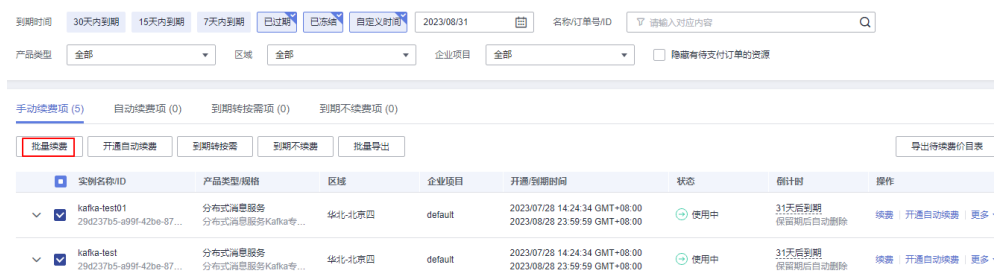 到期时间 30天内到期 15天内到期 7天内到期 已过期 已冻结 自定义时间 2023/08/31 名称/订单号/ID 请输入对应内容
产品类型 全部 区域 全部 企业项目 全部 隐藏有待支付订单的资源
手动续费项 (5) 自动续费项 (0) 到期转按需项 (0) 到期不续费项 (0)
批量续费 开通自动续费 到期转按需 到期不续费 批量导出 导出待续费价目表
实例名称/ID 产品类型/规格 区域 企业项目 开通/到期时间 状态 倒计时 操作
kafka-test01 分布式消息服务 华北-北京四 default 2023/07/28 14:24:34 GMT+08:00 使用中 31天后到期 续费 开通自动续费 更多
29d237b5-a99f-42be-87... 分布式消息服务Kafka专... 2023/08/28 23:59:59 GMT+08:00 保留期后自动删除
kafka-test 分布式消息服务 华北-北京四 default 2023/07/28 14:24:34 GMT+08:00 使用中 31天后到期 续费 开通自动续费 更多
29d237b5-a99f-42be-87... 分布式消息服务Kafka专... 2023/08/28 23:59:59 GMT+08:00 保留期后自动删除